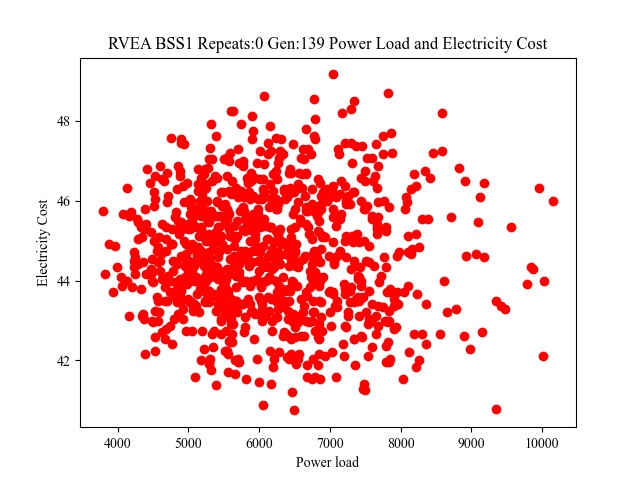 RVEA BSS1 Repeats:0 Gen:139 Power Load and Electricity Cost
48
46
44
42
Electricity Cost
4000 5000 6000 7000 8000 9000 10000
Power load